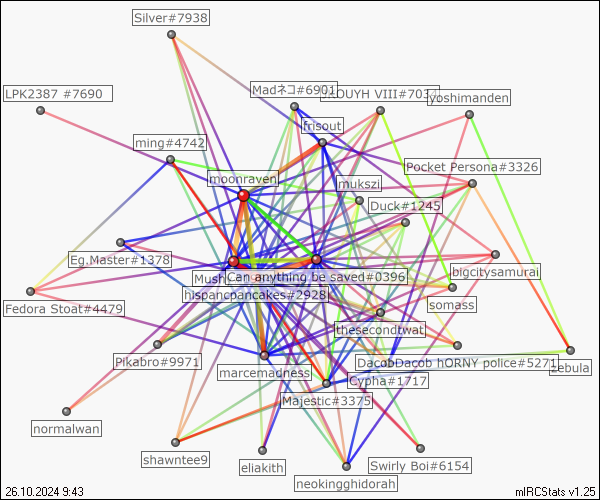 Silver#7938
LPK2387 #7690
Madネコ#6901
VIII#703
yoshimanden
frisout
ming#4742
!Pocket Persona#3326
moonraven
mukszi
Duck#1245
Eg.Master#1378
bigcitysamurai
Can anything be saved#0396
hispancpancakes#2928
Fedora Stoat#4479
somass
thesecondtwat
Pikabro#9971
DacobDacob hORNY police#5271
zebula
marcemadness
Cypha#1717
Majestic#3375
normalwan
shawntee9
eliakith
Swirly Boi#6154
neokingghidorah
26.10.2024 9:43
mIRCStats v1.25